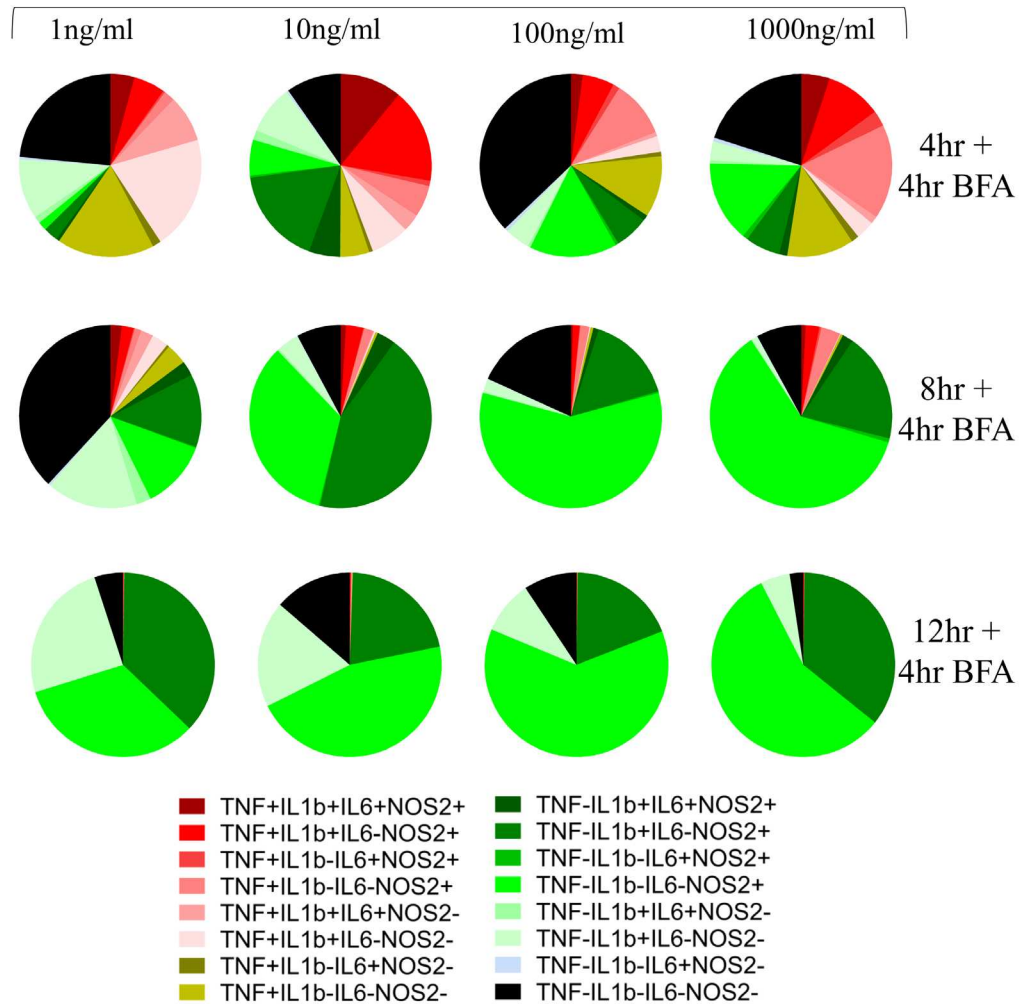 1ng/ml 10ng/ml 100ng/ml 1000ng/ml
4hr +
4hr BFA
8hr +
4hr BFA
12hr +
4hr BFA
TNF+IL1b+IL6+NOS2+
TNF+IL1b+IL6-NOS2+
TNF+IL1b-IL6+NOS2+
TNF+IL1b-IL6-NOS2+
TNF+IL1b+IL6+NOS2-
TNF+IL1b+IL6-NOS2-
TNF+IL1b-IL6+NOS2-
TNF+IL1b-IL6-NOS2-
TNF-IL1b+IL6+NOS2+
TNF-IL1b+IL6-NOS2+
TNF-IL1b-IL6+NOS2+
TNF-IL1b-IL6-NOS2+
TNF-IL1b+IL6+NOS2-
TNF-IL1b+IL6-NOS2-
TNF-IL1b-IL6+NOS2-
TNF-IL1b-IL6-NOS2-